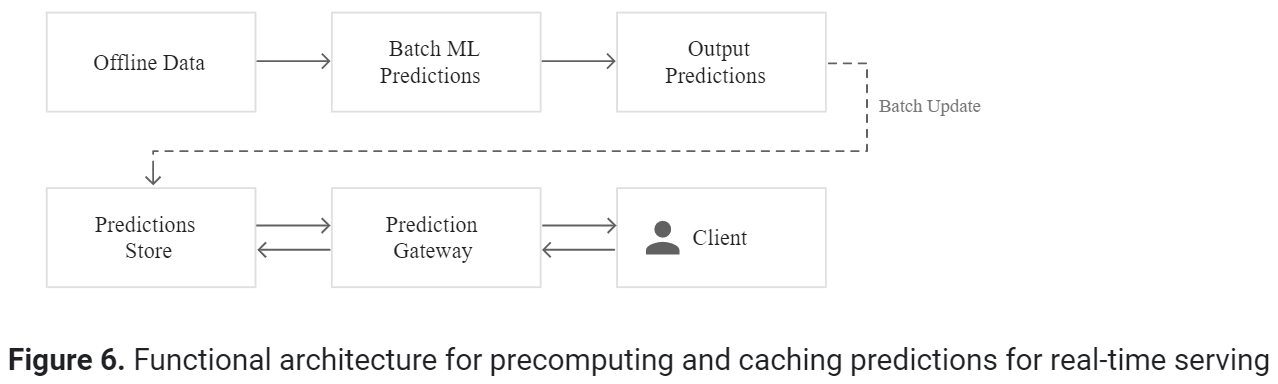 Offline Data
Batch ML
Predictions
Output
Predictions
Batch Update
Predictions
Store
Prediction
Gateway
Client
Figure 6. Functional architecture for precomputing and caching predictions for real-time serving